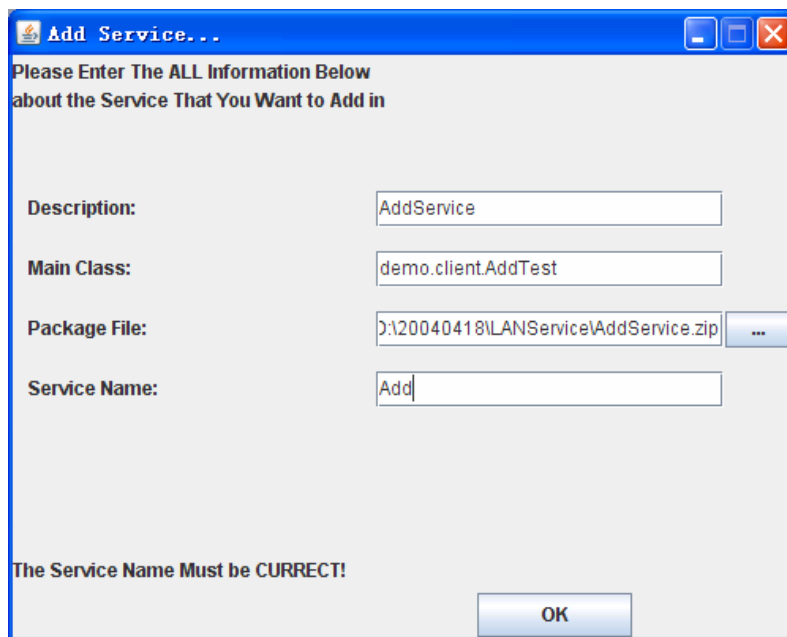 Add Service...
Please Enter The ALL Information Below
about the Service That You Want to Add in
Description: AddService
Main Class: demo.client.AddTest
Package File: D:\20040418\LANService\AddService.zip ...
Service Name: Add
The Service Name Must be CURRECT!
OK